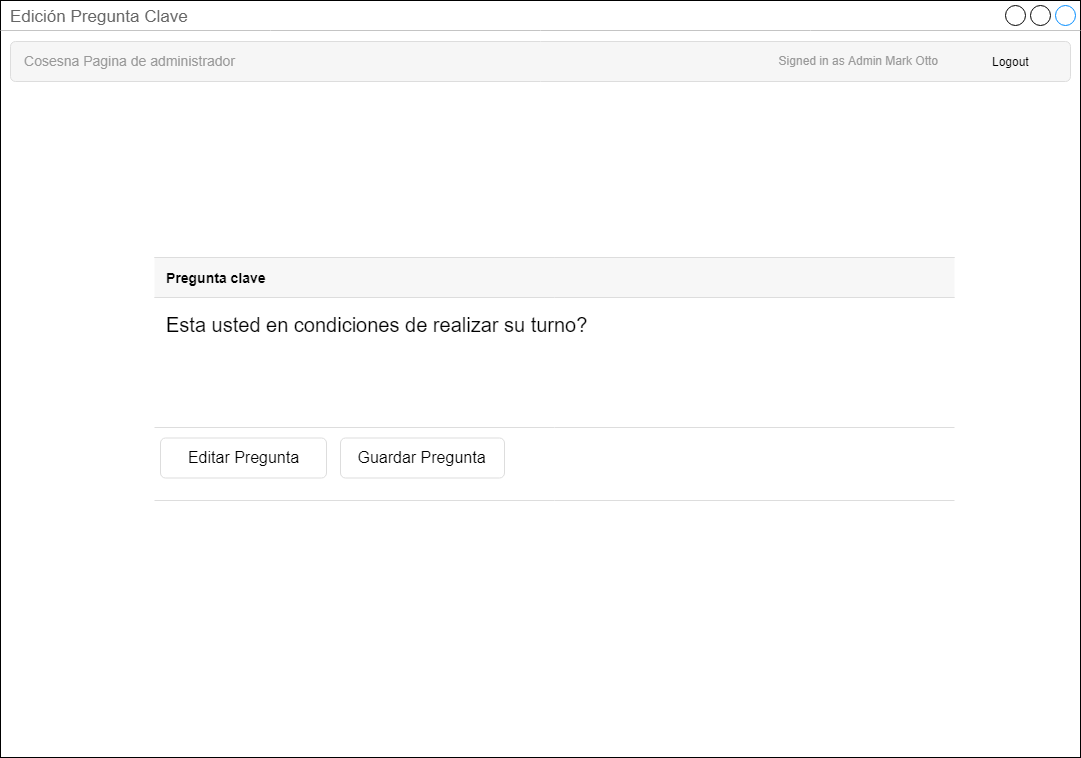 Edición Pregunta Clave
Cosesna Pagina de administrador
Signed in as Admin Mark Otto
Logout
Pregunta clave
Esta usted en condiciones de realizar su turno?
Editar Pregunta
Guardar Pregunta